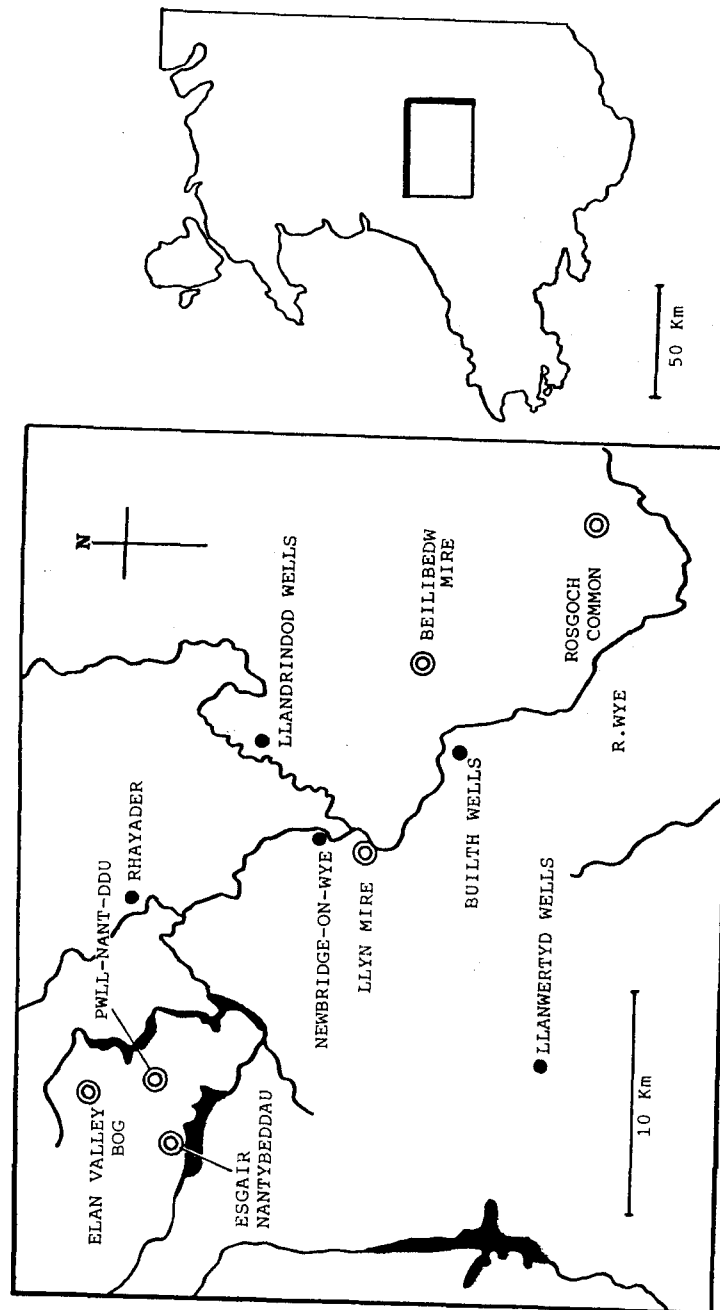 N
PWLL-NANT-DDU
RHAYADER
ELAN VALLEY
BOG
LLANDRINDOD WELLS
ESGAIR
NANTYBEDDAU
NEWBRIDGE-ON-WYE
LLYN MIRE
BEILIBEDW
MIRE
BUILTH WELLS
LLANWERTYD WELLS
ROSGOCH
COMMON
R.WYE
10 Km
50 Km